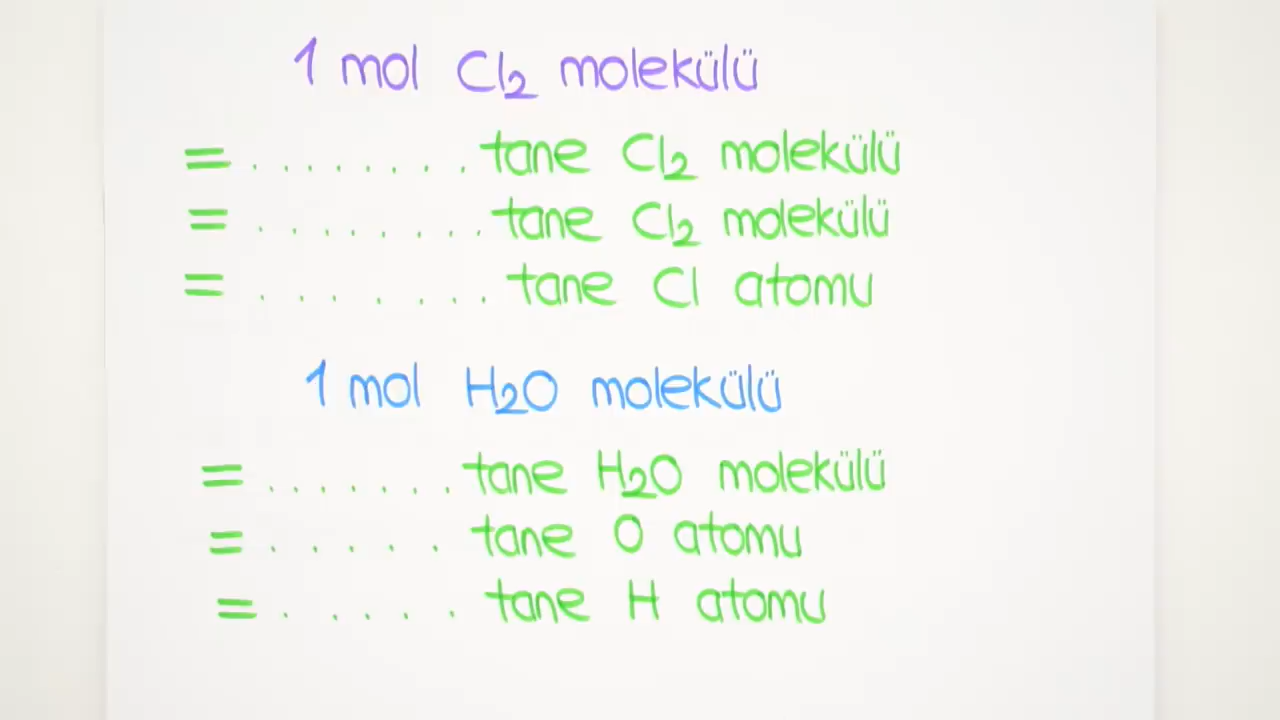 1 mol Cl₂ molekülü
= ........ tane Cl₂ molekülü
= ........ tane Cl₂ molekülü
= ....... tane Cl atomu
1 mol H₂O molekülü
= ....... tane H₂O molekülü
= ..... tane O atomu
= ..... tane H atomu